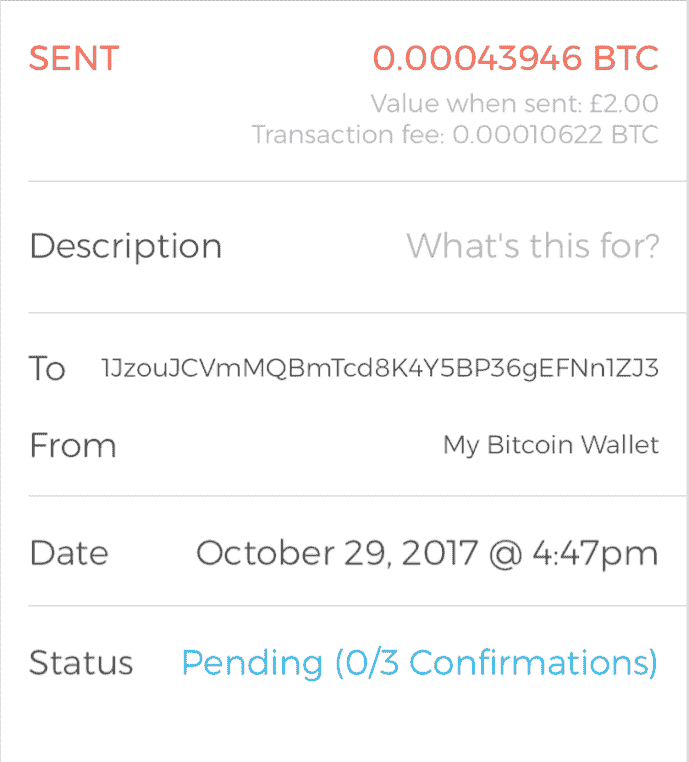 SENT 0.00043946 BTC
Value when sent: £2.00
Transaction fee: 0.00010622 BTC
Description What's this for?
To 1JzouJCVmMQBmTcd8K4Y5BP36gEFNn1ZJ3
From My Bitcoin Wallet
Date October 29, 2017 @ 4:47pm
Status Pending (0/3 Confirmations)